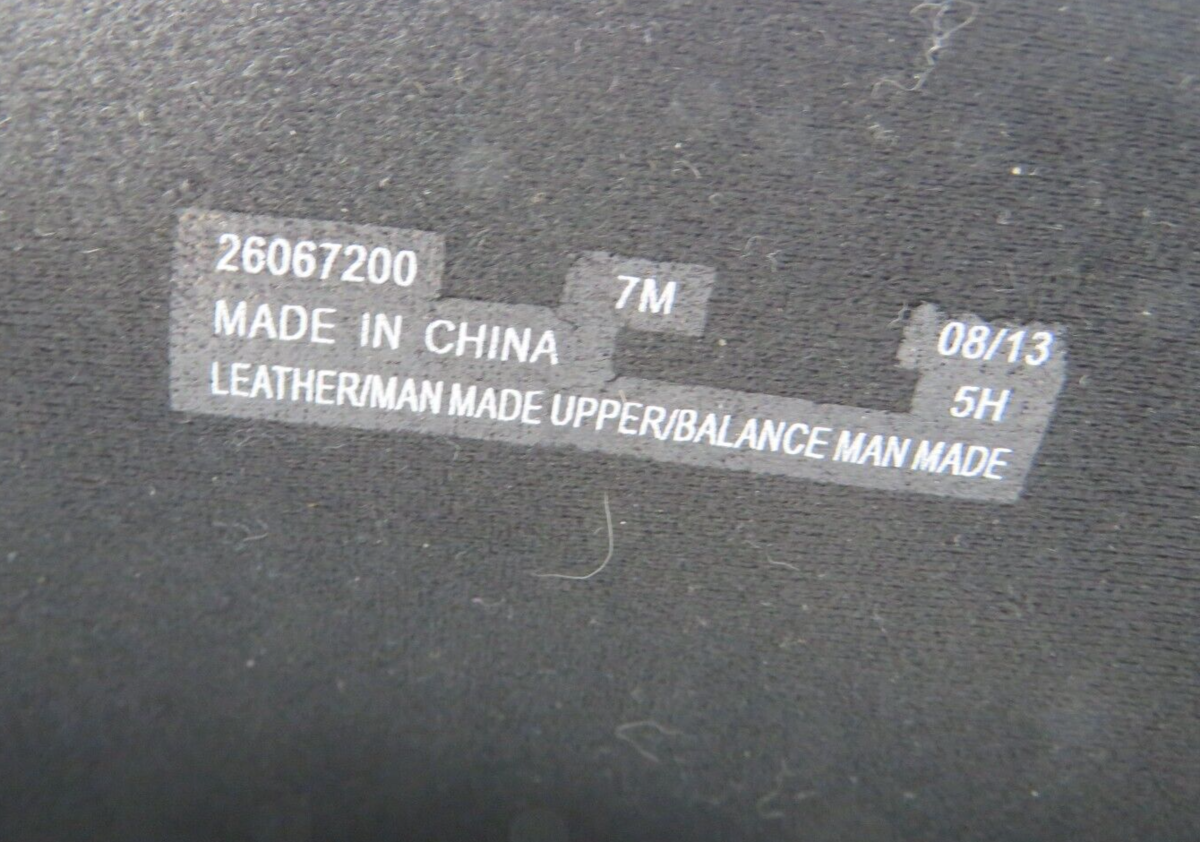 26067200 7M 08/13
MADE IN CHINA 5H
LEATHER/MAN MADE UPPER/BALANCE MAN MADE